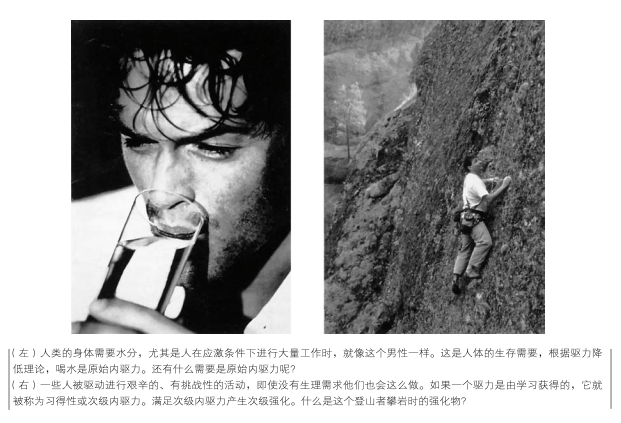 (左)人类的身体需要水分,尤其是人在应激条件下进行大量工作时,就像这个男性一样。这是人体的生存需要,根据驱力降
低理论,喝水是原始内驱力。还有什么需要是原始内驱力呢?
(右)一些人被驱动进行艰辛的、有挑战性的活动,即使没有生理需求他们也会这么做。如果一个驱力是由学习获得的,它就
被称为习得性或次级内驱力。满足次级内驱力产生次级强化。什么是这个登山者攀岩时的强化物?